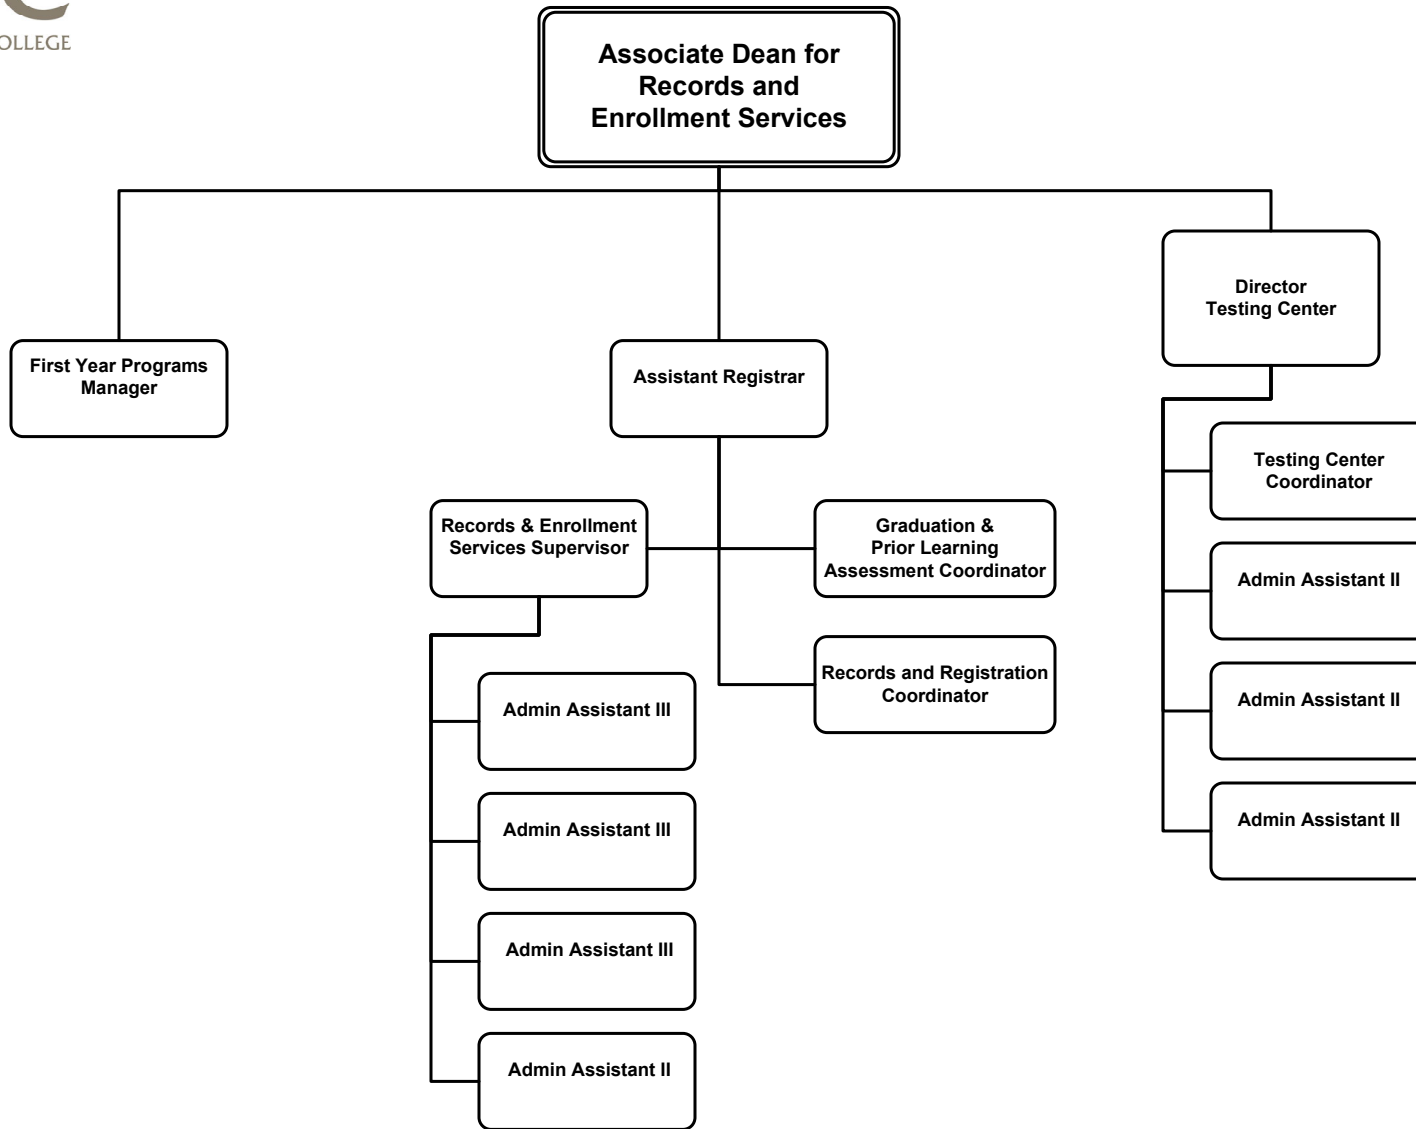 OLLEGE
Associate Dean for
Records and
Enrollment Services
Director
Testing Center
First Year Programs
Manager
Assistant Registrar
Testing Center
Coordinator
Records & Enrollment
Services Supervisor
Graduation &
Prior Learning
Assessment Coordinator
Admin Assistant II
Records and Registration
Coordinator
Admin Assistant II
Admin Assistant III
Admin Assistant II
Admin Assistant III
Admin Assistant III
Admin Assistant II